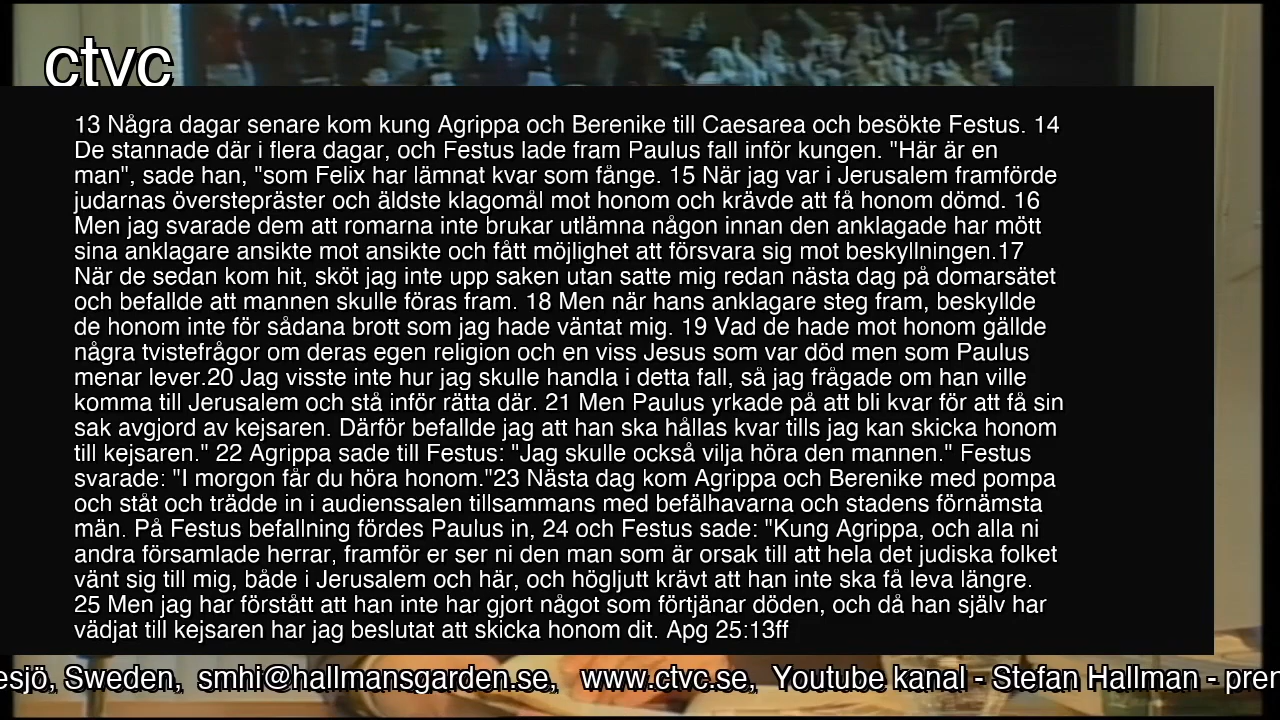 ctvc
13 Några dagar senare kom kung Agrippa och Berenike till Caesarea och besökte Festus. 14
De stannade där i flera dagar, och Festus lade fram Paulus fall inför kungen. "Här är en
man", sade han, "som Felix har lämnat kvar som fånge. 15 När jag var i Jerusalem framförde
judarnas överstepräster och äldste klagomål mot honom och krävde att få honom dömd. 16
Men jag svarade dem att romarna inte brukar utlämna någon innan den anklagade har mött
sina anklagare ansikte mot ansikte och fått möjlighet att försvara sig mot beskyllningen.17
När de sedan kom hit, sköt jag inte upp saken utan satte mig redan nästa dag på domarsätet
och befallde att mannen skulle föras fram. 18 Men när hans anklagare steg fram, beskyllde
de honom inte för sådana brott som jag hade väntat mig. 19 Vad de hade mot honom gällde
några tvistefrågor om deras egen religion och en viss Jesus som var död men som Paulus
menar lever.20 Jag visste inte hur jag skulle handla i detta fall, så jag frågade om han ville
komma till Jerusalem och stå inför rätta där. 21 Men Paulus yrkade på att bli kvar för att få sin
sak avgjord av kejsaren. Därför befallde jag att han ska hållas kvar tills jag kan skicka honom
till kejsaren." 22 Agrippa sade till Festus: "Jag skulle också vilja höra den mannen." Festus
svarade: "I morgon får du höra honom."23 Nästa dag kom Agrippa och Berenike med pompa
och ståt och trädde in i audienssalen tillsammans med befälhavarna och stadens förnämsta
män. På Festus befallning fördes Paulus in, 24 och Festus sade: "Kung Agrippa, och alla ni
andra församlade herrar, framför er ser ni den man som är orsak till att hela det judiska folket
vänt sig till mig, både i Jerusalem och här, och högljutt krävt att han inte ska få leva längre.
25 Men jag har förstått att han inte har gjort något som förtjänar döden, och då han själv har
vädjat till kejsaren har jag beslutat att skicka honom dit. Apg 25:13ff
esjö, Sweden, smhi@hallmansgarden.se, www.ctvc.se, Youtube kanal - Stefan Hallman - pren